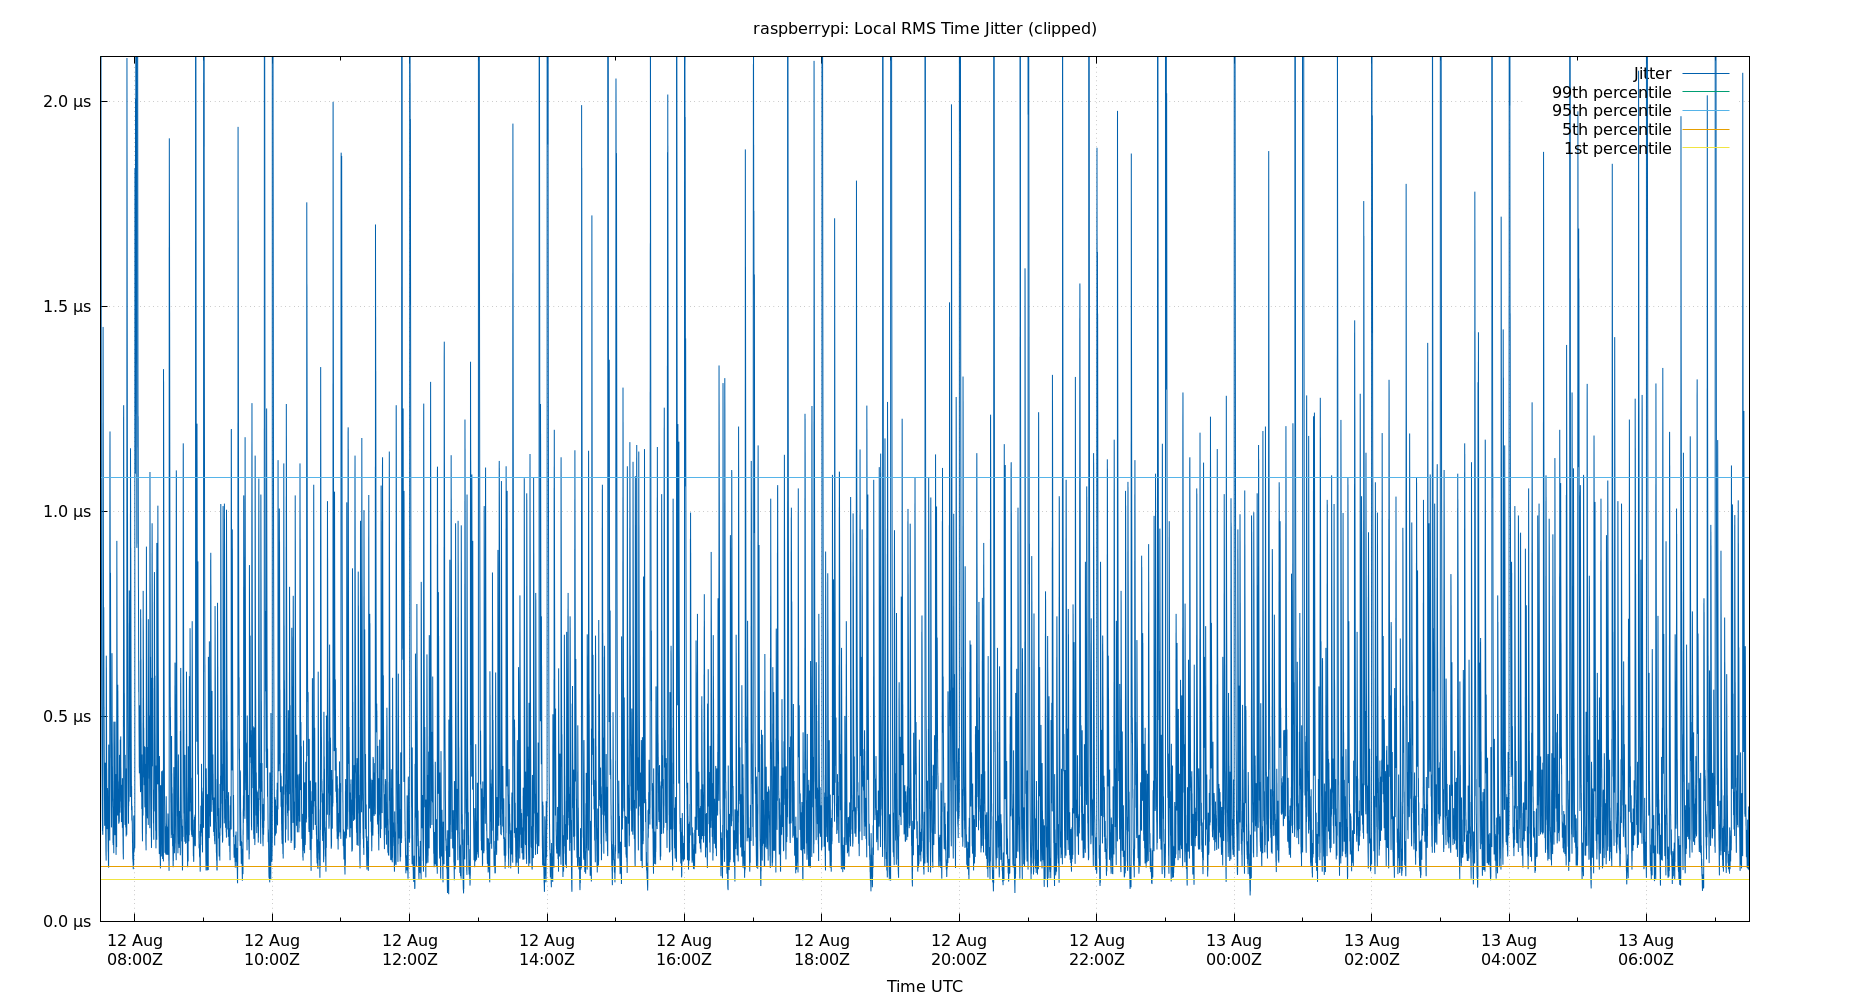 raspberrypi: Local RMS Time Jitter (clipped)
Jitter
99th percentile
95th percentile
5th percentile
1st percentile
2.0 µs
1.5 µs
1.0 µs
0.5 µs
0.0 µs
12 Aug 12 Aug 12 Aug 12 Aug 12 Aug 12 Aug 12 Aug 12 Aug 13 Aug 13 Aug 13 Aug 13 Aug
08:00Z 10:00Z 12:00Z 14:00Z 16:00Z 18:00Z 20:00Z 22:00Z 00:00Z 02:00Z 04:00Z 06:00Z
Time UTC